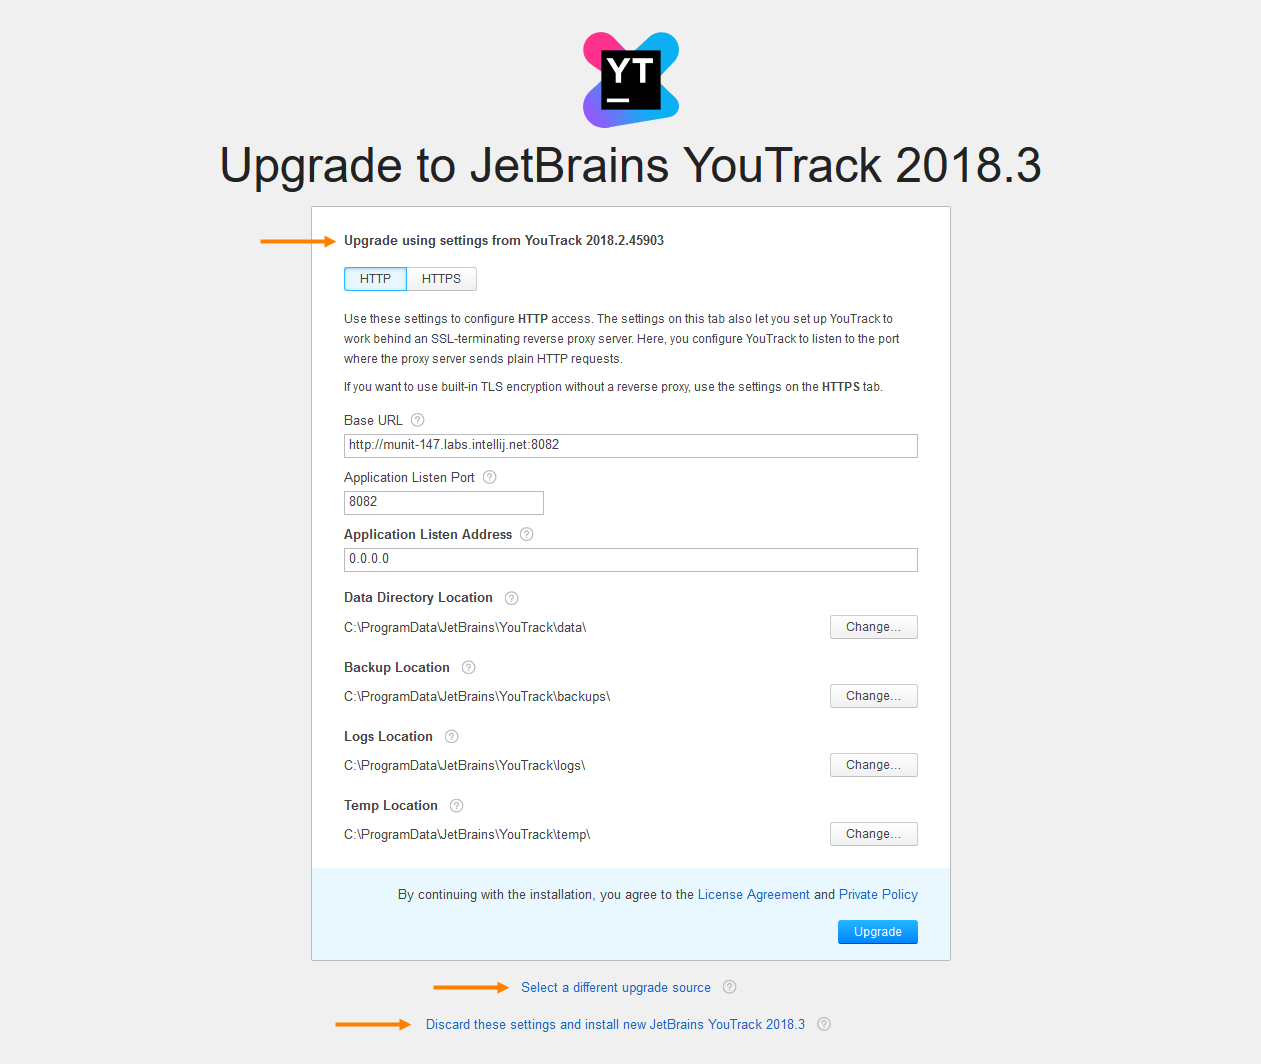 YT
Upgrade to JetBrains YouTrack 2018.3
Upgrade using settings from YouTrack 2018.2.45903
HTTP HTTPS
Use these settings to configure HTTP access. The settings on this tab also let you set up YouTrack to
work behind an SSL-terminating reverse proxy server. Here, you configure YouTrack to listen to the port
where the proxy server sends plain HTTP requests.
If you want to use built-in TLS encryption without a reverse proxy, use the settings on the HTTPS tab.
Base URL ?
http://munit-147.labs.intellij.net:8082
Application Listen Port ?
8082
Application Listen Address ?
0.0.0.0
Data Directory Location ?
C:\ProgramData\JetBrains\YouTrack\data\ Change...
Backup Location ?
C:\ProgramData\JetBrains\YouTrack\backups\ Change...
Logs Location ?
C:\ProgramData\JetBrains\YouTrack\logs\ Change...
Temp Location ?
C:\ProgramData\JetBrains\YouTrack\temp\ Change...
By continuing with the installation, you agree to the License Agreement and Private Policy
Upgrade
Select a different upgrade source ?
Discard these settings and install new JetBrains YouTrack 2018.3 ?